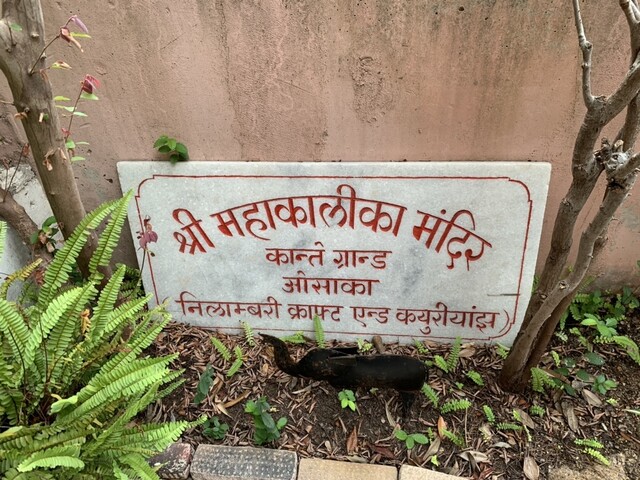 श्री महाकालीका मंदिर
कान्ते ग्रान्ड
ओसाका
निलाम्बरी क्राफ्ट एन्ड कयुरीयांझ)